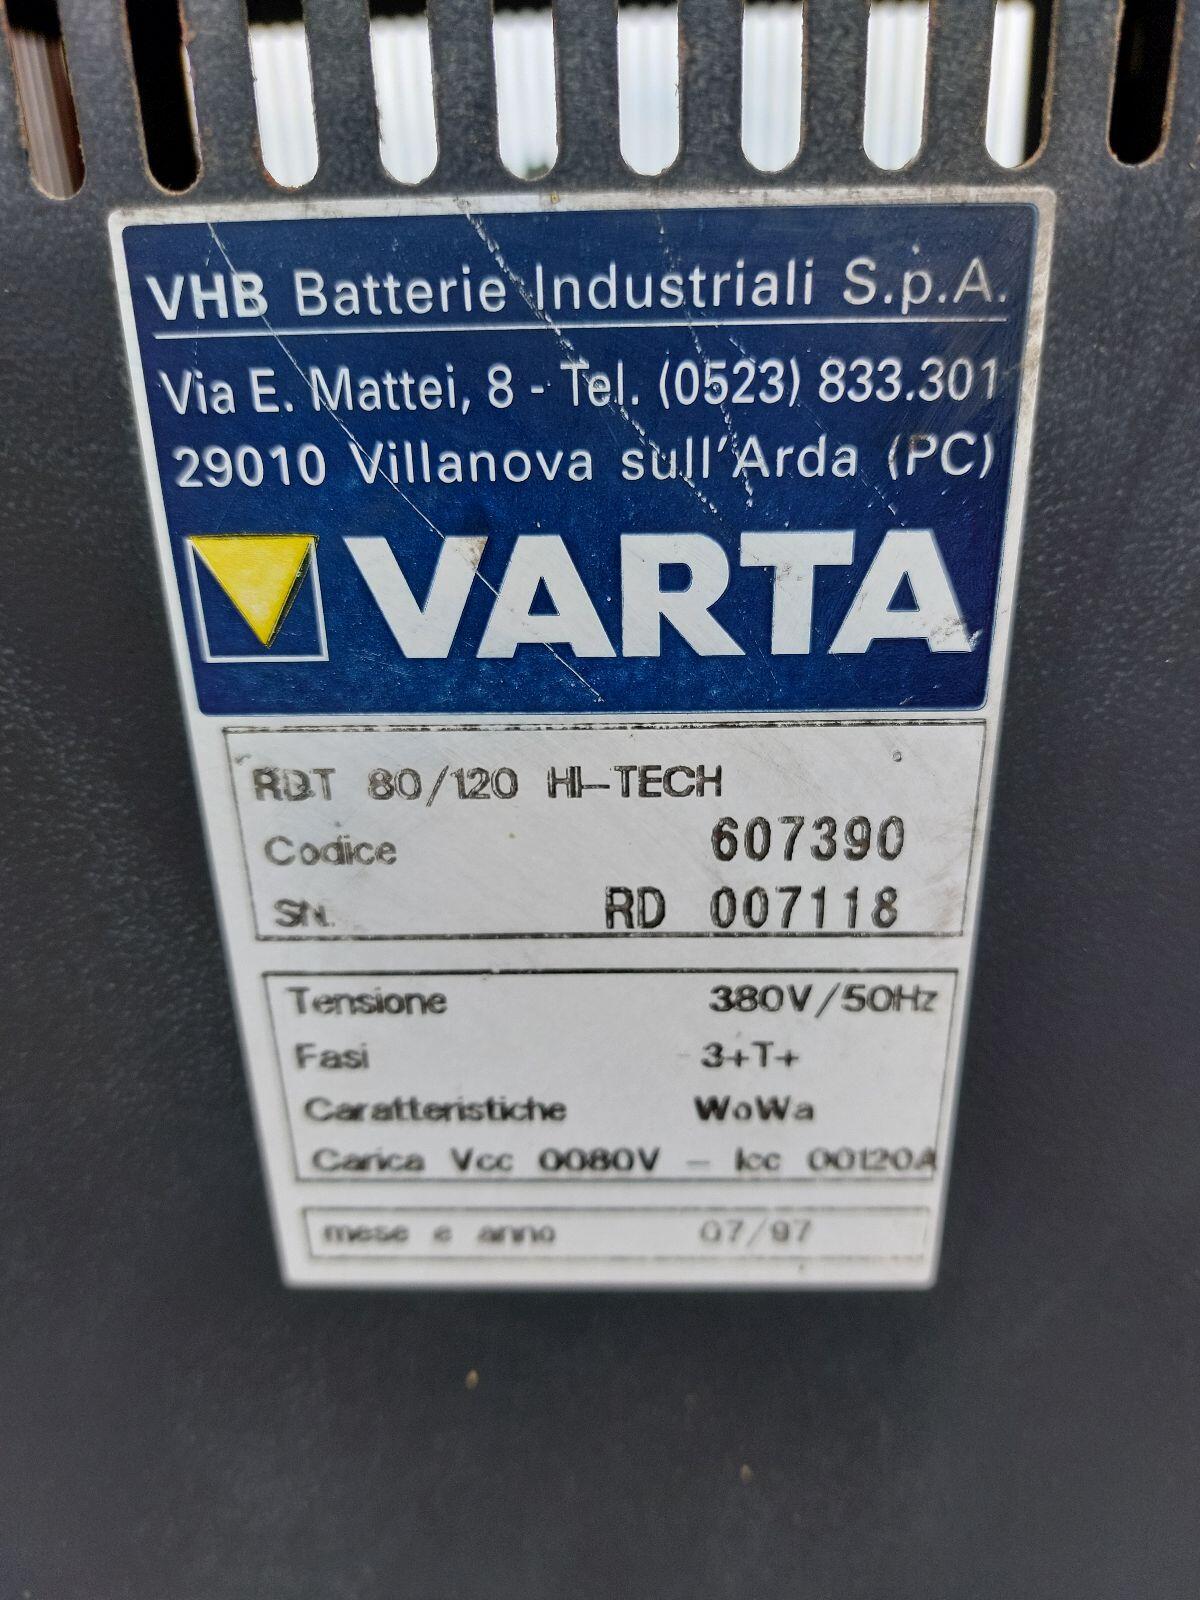 VHB Batterie Industriali S.p.A.
Via E. Mattei, 8 - Tel. (0523) 833.301
29010 Villanova sull'Arda (PC)
VARTA
RDT 80/120 HI-TECH
Codice 607390
SN. RD 007118
Tensione 380V/50Hz
Fasi 3+T+
Caratteristiche WoWa
Carica Vcc 0080V - Icc 00120A
mese e anno 07/97